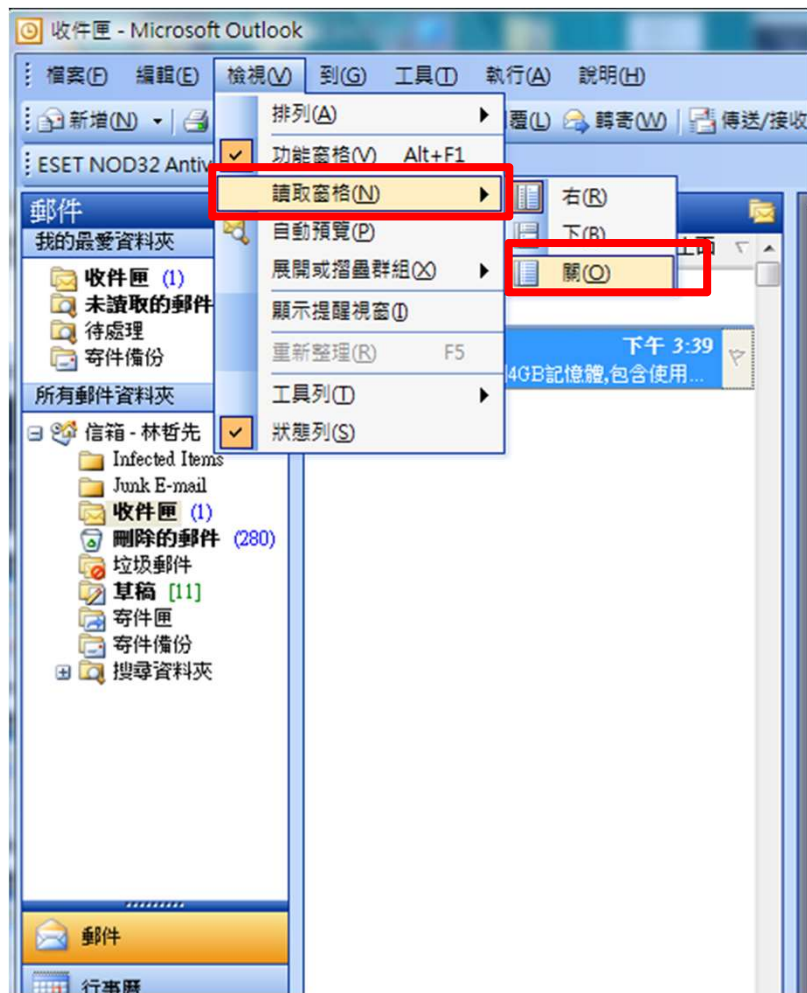 收件匣 - Microsoft Outlook
檔案(F) 編輯(E) 檢視(V) 到(G) 工具(T) 執行(A) 說明(H)
新增(N) 覆(L) 轉寄(W) 傳送/接收
ESET NOD32 Antiv
排列(A)
功能窗格(V) Alt+F1
讀取窗格(N)
自動預覽(P)
展開或摺疊群組(X)
顯示提醒視窗(I)
重新整理(R) F5
工具列(T)
狀態列(S)
右(R)
下(B)
關(O)
郵件
我的最愛資料夾
收件匣 (1)
未讀取的郵件
待處理
寄件備份
所有郵件資料夾
信箱 - 林哲先
Infected Items
Junk E-mail
收件匣 (1)
刪除的郵件 (280)
垃圾郵件
草稿 [11]
寄件匣
寄件備份
搜尋資料夾
上面
下午 3:39
4GB記憶體,包含使用...
郵件
行事曆